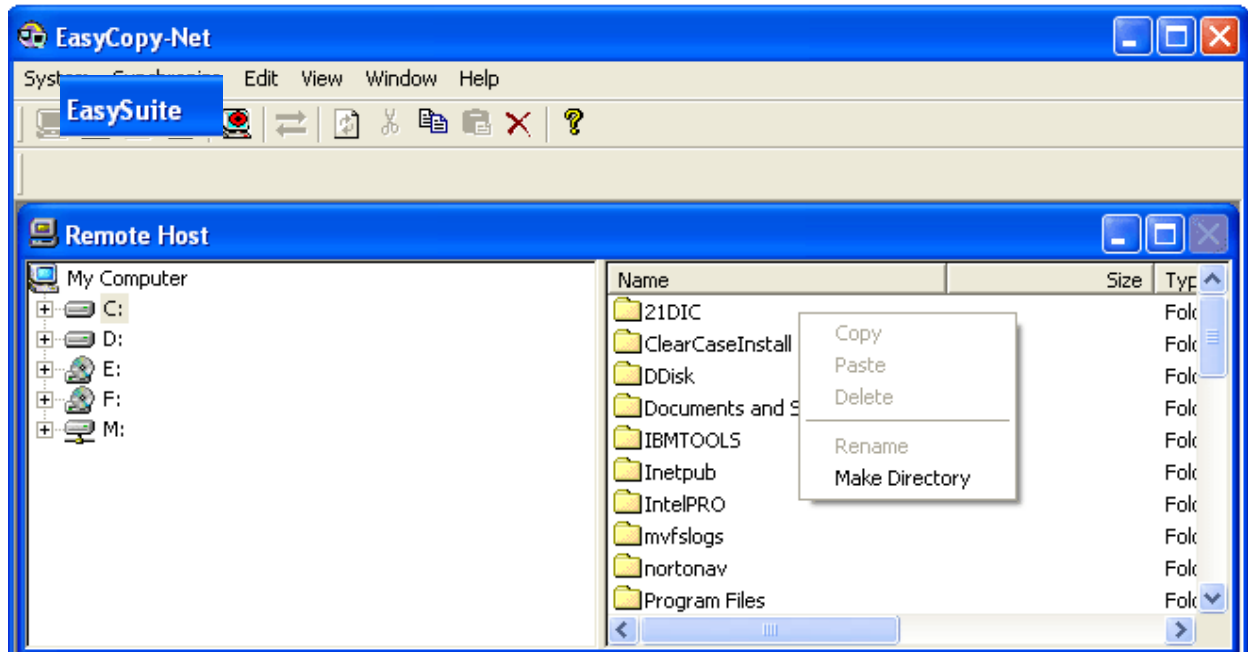 EasyCopy-Net
Edit View Window Help
EasySuite
Remote Host
My Computer
Name Size
C:
D:
E:
F:
M:
21DIC
ClearCaseInstall
DDisk
Documents and S
IBMTOOLS
Inetpub
IntelPRO
mvfslogs
nortonav
Program Files
Copy
Paste
Delete
Rename
Make Directory